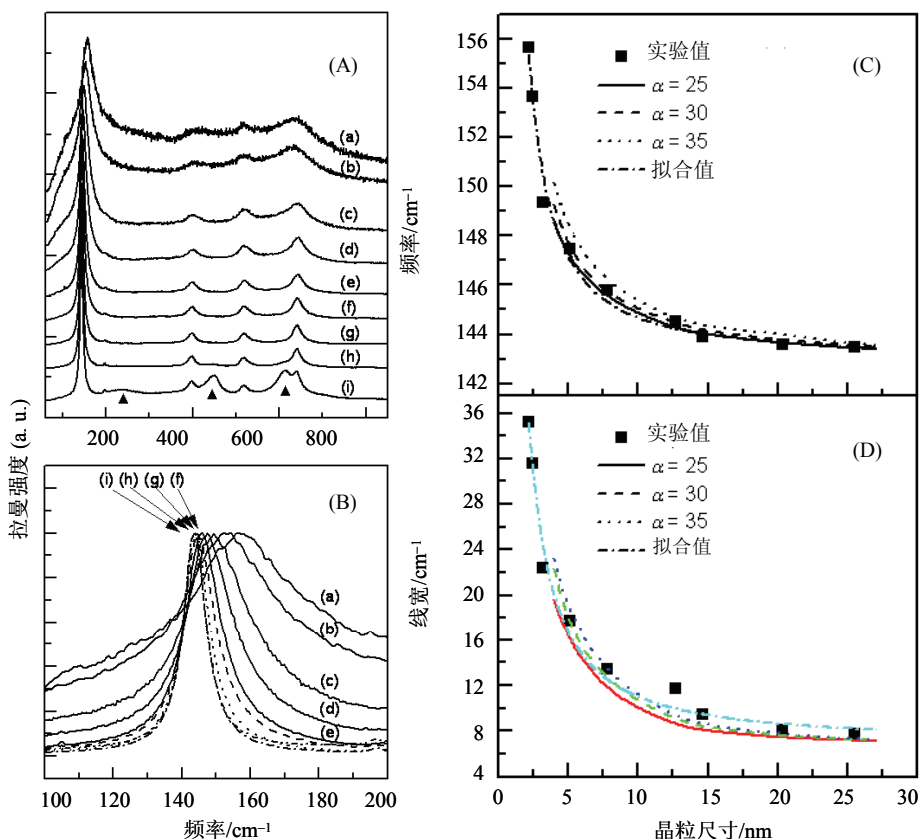 拉曼强度 (a. u.)
(A)
(a)
(b)
(c)
(d)
(e)
(f)
(g)
(h)
(i)
200 400 600 800
(B)
(i) (h) (g) (f)
(a)
(b)
(c)
(d)
(e)
100 120 140 160 180 200
频率/cm⁻¹
(C)
频率/cm⁻¹
156
154
152
150
148
146
144
142
实验值
α = 25
α = 30
α = 35
拟合值
(D)
线宽/cm⁻¹
36
32
28
24
20
16
12
8
4
实验值
α = 25
α = 30
α = 35
拟合值
0 5 10 15 20 25 30
晶粒尺寸/nm